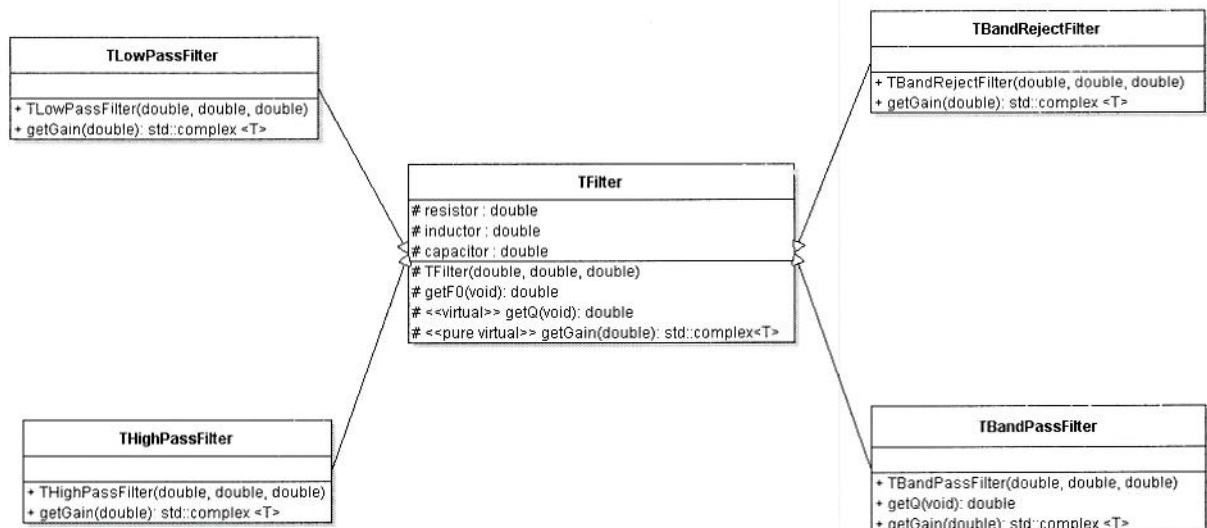 TLowPassFilter
+ TLowPassFilter(double, double, double)
+ getGain(double): std::complex <T>
TBandRejectFilter
+ TBandRejectFilter(double, double, double)
+ getGain(double): std::complex <T>
TFilter
# resistor : double
# inductor : double
# capacitor : double
# TFilter(double, double, double)
# getF0(void): double
# <<virtual>> getQ(void): double
# <<pure virtual>> getGain(double): std::complex<T>
THighPassFilter
+ THighPassFilter(double, double, double)
+ getGain(double): std::complex <T>
TBandPassFilter
+ TBandPassFilter(double, double, double)
+ getQ(void): double
+ getGain(double): std::complex <T>